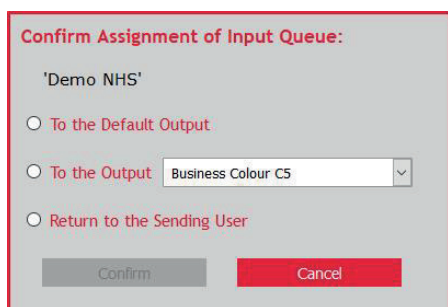 Confirm Assignment of Input Queue:
'Demo NHS'
To the Default Output
To the Output Business Colour C5
Return to the Sending User
Confirm Cancel